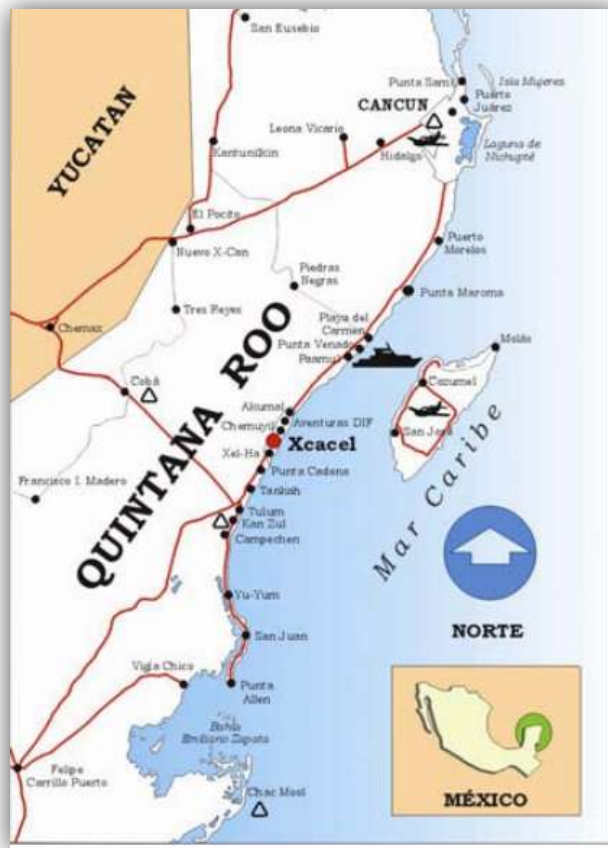 San Eusebio
YUCATAN
Punta Sam
Isla Mujeres
CANCUN
Puerto
Juárez
Leona Vicario
Kantunilkin
Hidalgo
Laguna de
Nichupté
El Pocito
Nuevo X-Can
Puerto
Morelos
Piedras
Negras
Punta Maroma
Tres Reyes
QUINTANA ROO
Chemax
Playa del
Carmen
Punta Venado
Paamul
Molas
Cobá
Cozumel
Akumal
Aventuras DIF
Chemuyil
Xcacel
Xel-Ha
Punta Cadena
San
Francisco I. Madero
Tankah
Tulum
Kan Zul
Campechen
Mar Caribe
Yu-Yum
NORTE
San Juan
Vigía Chico
Punta
Allen
Bahía
Emiliano Zapata
Felipe
Carrillo Puerto
Chac Mool
MÉXICO